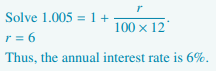 Solve 1.005 = 1 + r / (100 × 12).
r = 6
Thus, the annual interest rate is 6%.